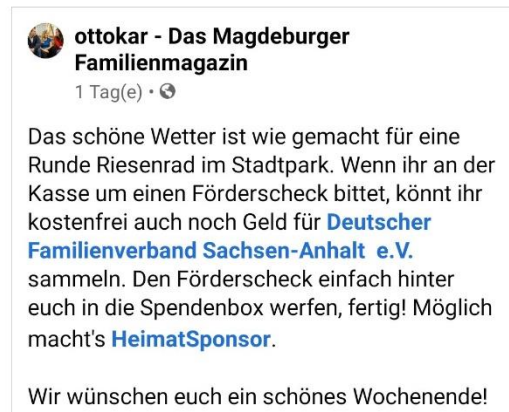 ottokar - Das Magdeburger
Familienmagazin
1 Tag(e) •
Das schöne Wetter ist wie gemacht für eine
Runde Riesenrad im Stadtpark. Wenn ihr an der
Kasse um einen Förderscheck bittet, könnt ihr
kostenfrei auch noch Geld für Deutscher
Familienverband Sachsen-Anhalt e.V.
sammeln. Den Förderscheck einfach hinter
euch in die Spendenbox werfen, fertig! Möglich
macht's HeimatSponsor.
Wir wünschen euch ein schönes Wochenende!